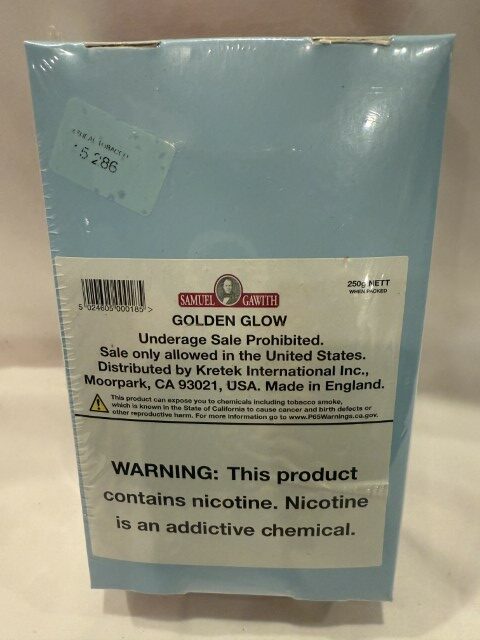 TOBACCO
5286
250g NETT
WHEN PACKED
SAMUEL GAWITH
5 024605 000185 >
GOLDEN GLOW
Underage Sale Prohibited.
Sale only allowed in the United States.
Distributed by Kretek International Inc.,
Moorpark, CA 93021, USA. Made in England.
This product can expose you to chemicals including tobacco smoke,
which is known in the State of California to cause cancer and birth defects or
other reproductive harm. For more information go to www.P65Warnings.ca.gov.
WARNING: This product
contains nicotine. Nicotine
is an addictive chemical.